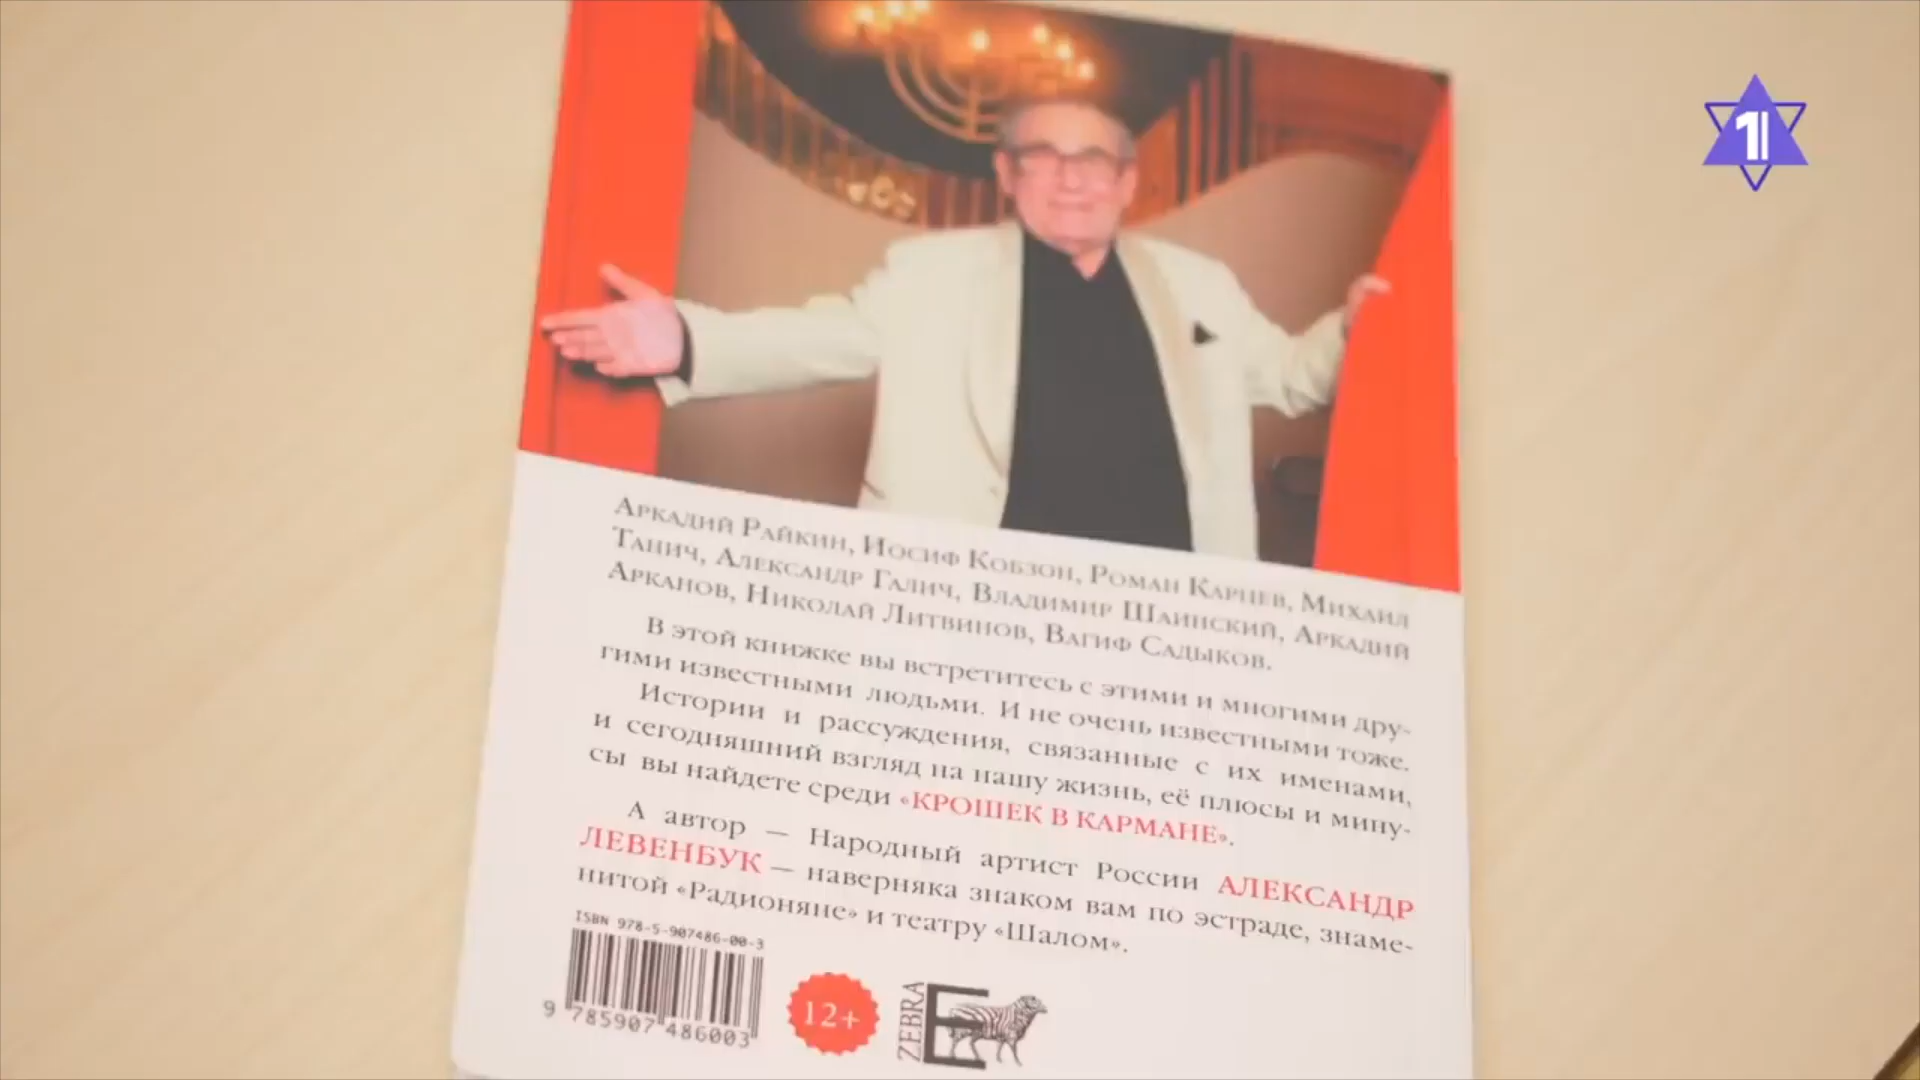 1
Аркадий Райкин, Иосиф Кобзон, Роман Карцев, Михаил
Танич, Александр Галич, Владимир Шаинский, Аркадий
Арканов, Николай Литвинов, Вагиф Садыков.
В этой книжке вы встретитесь с этими и многими дру-
гими известными людьми. И не очень известными тоже.
Истории и рассуждения, связанные с их именами,
и сегодняшний взгляд на нашу жизнь, её плюсы и мину-
сы вы найдете среди «КРОШЕК В КАРМАНЕ».
А автор — Народный артист России АЛЕКСАНДР
ЛЕВЕНБУК — наверняка знаком вам по эстраде, знаме-
нитой «Радионяне» и театру «Шалом».
ISBN 978-5-907486-00-3
9 785907 486003
12+
ZEBRA E